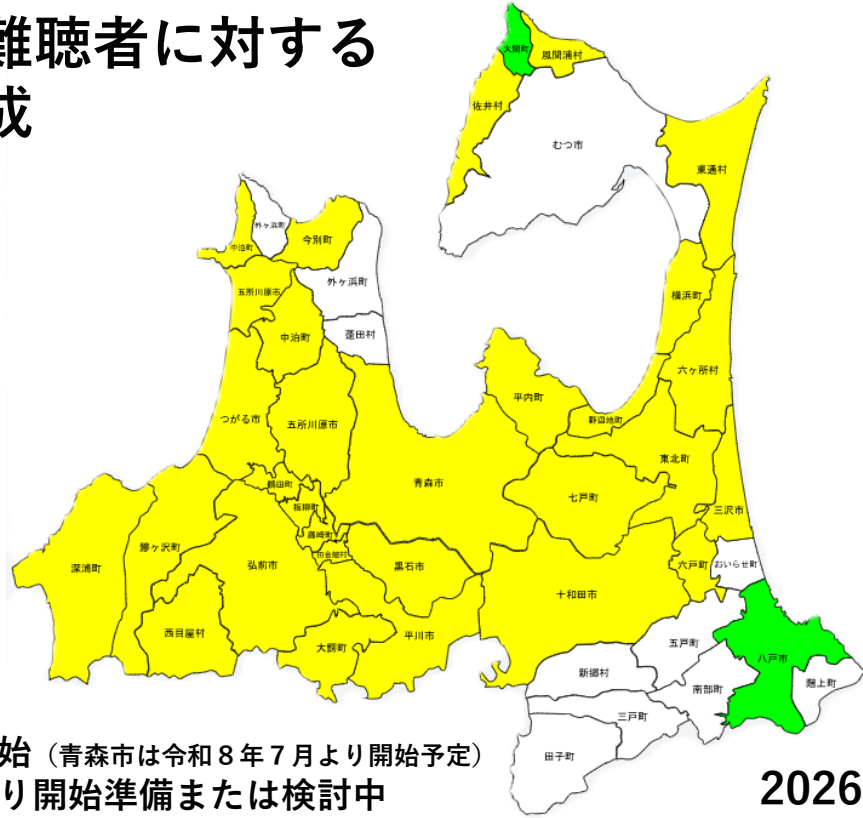 難聴者に対する
成
大間町
風間浦村
佐井村
むつ市
東通村
外ヶ浜町
中泊町
今別町
五所川原市
外ヶ浜町
横浜町
中泊町
蓬田村
六ヶ所村
平内町
つがる市
五所川原市
野辺地町
東北町
青森市
鶴田町
七戸町
板柳町
三沢市
藤崎町
鰺ヶ沢町
田舎館村
深浦町
弘前市
黒石市
六戸町
おいらせ町
十和田市
西目屋村
大鰐町
平川市
五戸町
八戸市
新郷村
南部町
階上町
三戸町
田子町
始（青森市は令和８年７月より開始予定）
り開始準備または検討中
2026